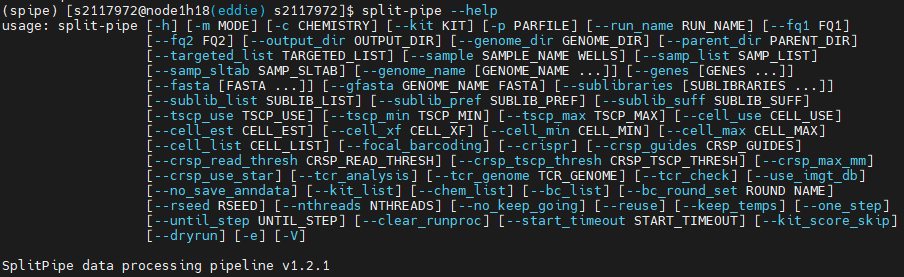 (spipe) [s2117972@node1h18(eddie) s2117972]$ split-pipe --help
usage: split-pipe [-h] [-m MODE] [-c CHEMISTRY] [--kit KIT] [-p PARFILE] [--run_name RUN_NAME] [--fq1 FQ1]
[--fq2 FQ2] [--output_dir OUTPUT_DIR] [--genome_dir GENOME_DIR] [--parent_dir PARENT_DIR]
[--targeted_list TARGETED_LIST] [--sample SAMPLE_NAME WELLS] [--samp_list SAMP_LIST]
[--samp_sltab SAMP_SLTAB] [--genome_name [GENOME_NAME ...]] [--genes [GENES ...]]
[--fasta [FASTA ...]] [--gfasta GENOME_NAME FASTA] [--sublibraries [SUBLIBRARIES ...]]
[--sublib_list SUBLIB_LIST] [--sublib_pref SUBLIB_PREF] [--sublib_suff SUBLIB_SUFF]
[--tscp_use TSCP_USE] [--tscp_min TSCP_MIN] [--tscp_max TSCP_MAX] [--cell_use CELL_USE]
[--cell_est CELL_EST] [--cell_xf CELL_XF] [--cell_min CELL_MIN] [--cell_max CELL_MAX]
[--cell_list CELL_LIST] [--focal_barcoding] [--crispr] [--crsp_guides CRSP_GUIDES]
[--crsp_read_thresh CRSP_READ_THRESH] [--crsp_tscp_thresh CRSP_TSCP_THRESH] [--crsp_max_mm]
[--crsp_use_star] [--tcr_analysis] [--tcr_genome TCR_GENOME] [--tcr_check] [--use_imgt_db]
[--no_save_anndata] [--kit_list] [--chem_list] [--bc_list] [--bc_round_set ROUND NAME]
[--rseed RSEED] [--nthreads NTHREADS] [--no_keep_going] [--reuse] [--keep_temps] [--one_step]
[--until_step UNTIL_STEP] [--clear_runproc] [--start_timeout START_TIMEOUT] [--kit_score_skip]
[--dryrun] [-e] [-V]
SplitPipe data processing pipeline v1.2.1